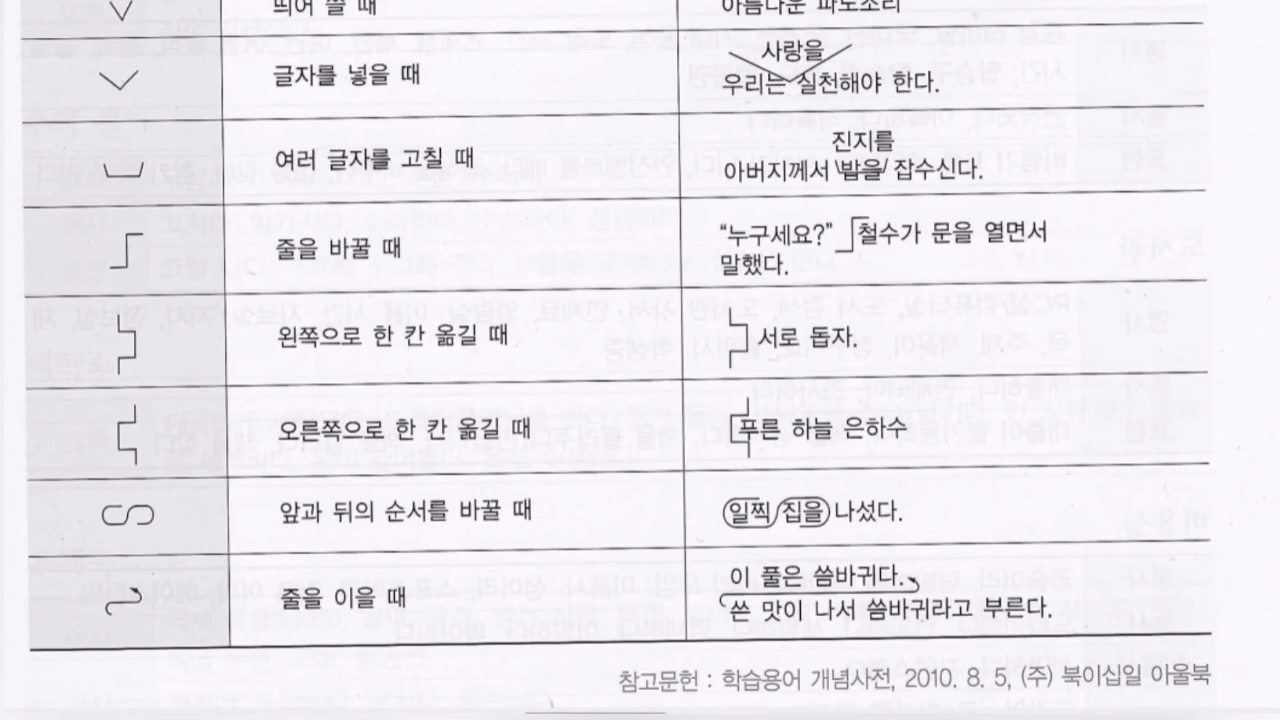 띄어 쓸 때
아름다운 파도소리
글자를 넣을 때
사랑을
우리는 실천해야 한다.
여러 글자를 고칠 때
진지를
아버지께서 밥을 잡수신다.
줄을 바꿀 때
“누구세요?” 철수가 문을 열면서
말했다.
왼쪽으로 한 칸 옮길 때
서로 돕자.
오른쪽으로 한 칸 옮길 때
푸른 하늘 은하수
앞과 뒤의 순서를 바꿀 때
일찍 집을 나섰다.
줄을 이을 때
이 풀은 씀바귀다.
쓴 맛이 나서 씀바귀라고 부른다.
참고문헌 : 학습용어 개념사전, 2010. 8. 5, (주) 북이십일 아울북